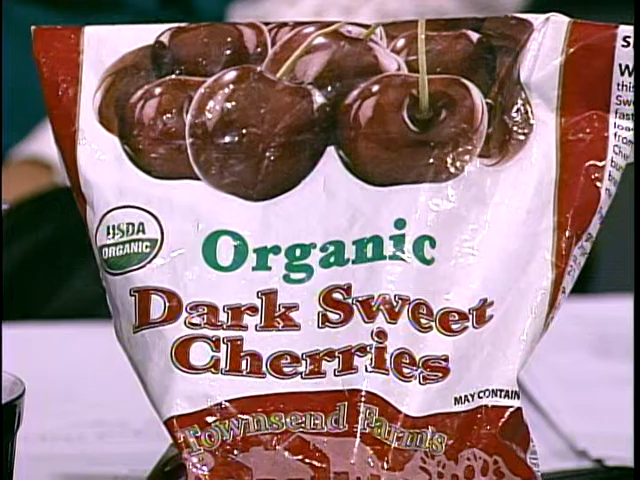 USDA
ORGANIC
Organic
Dark Sweet
Cherries
MAY CONTAIN
Townsend Farms